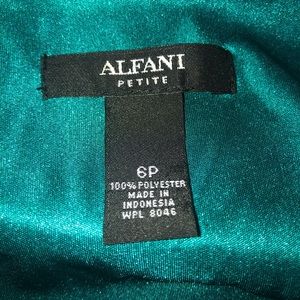 ALFANI
PETITE
6P
100% POLYESTER
MADE IN
INDONESIA
WPL 8046